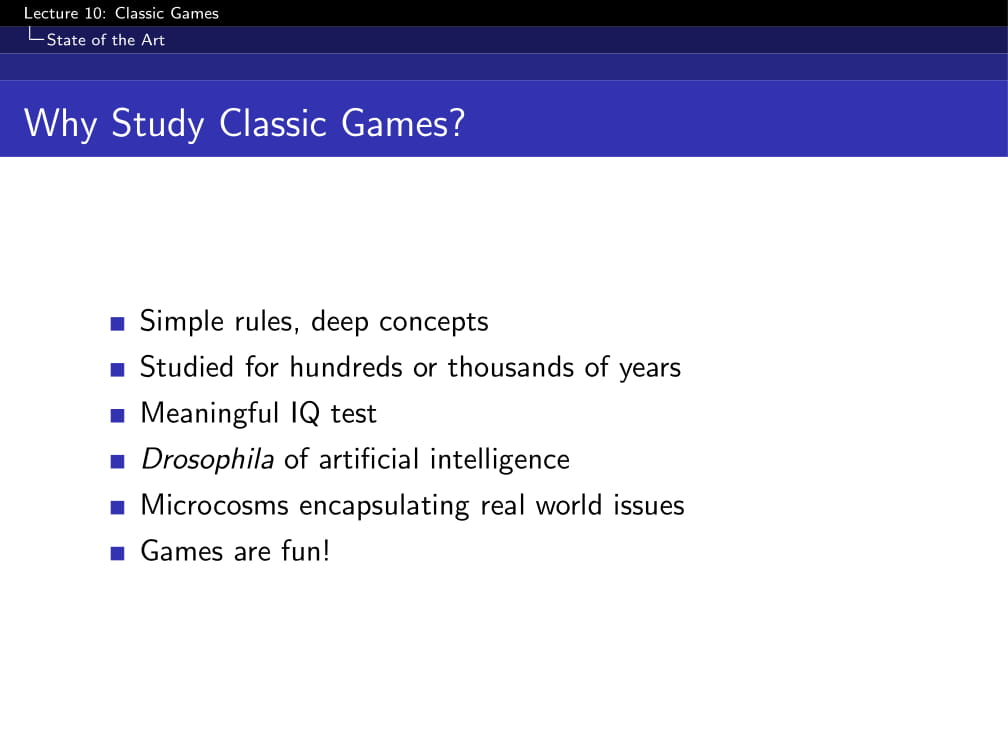 Lecture 10: Classic Games
State of the Art
Why Study Classic Games?
Simple rules, deep concepts
Studied for hundreds or thousands of years
Meaningful IQ test
Drosophila of artificial intelligence
Microcosms encapsulating real world issues
Games are fun!